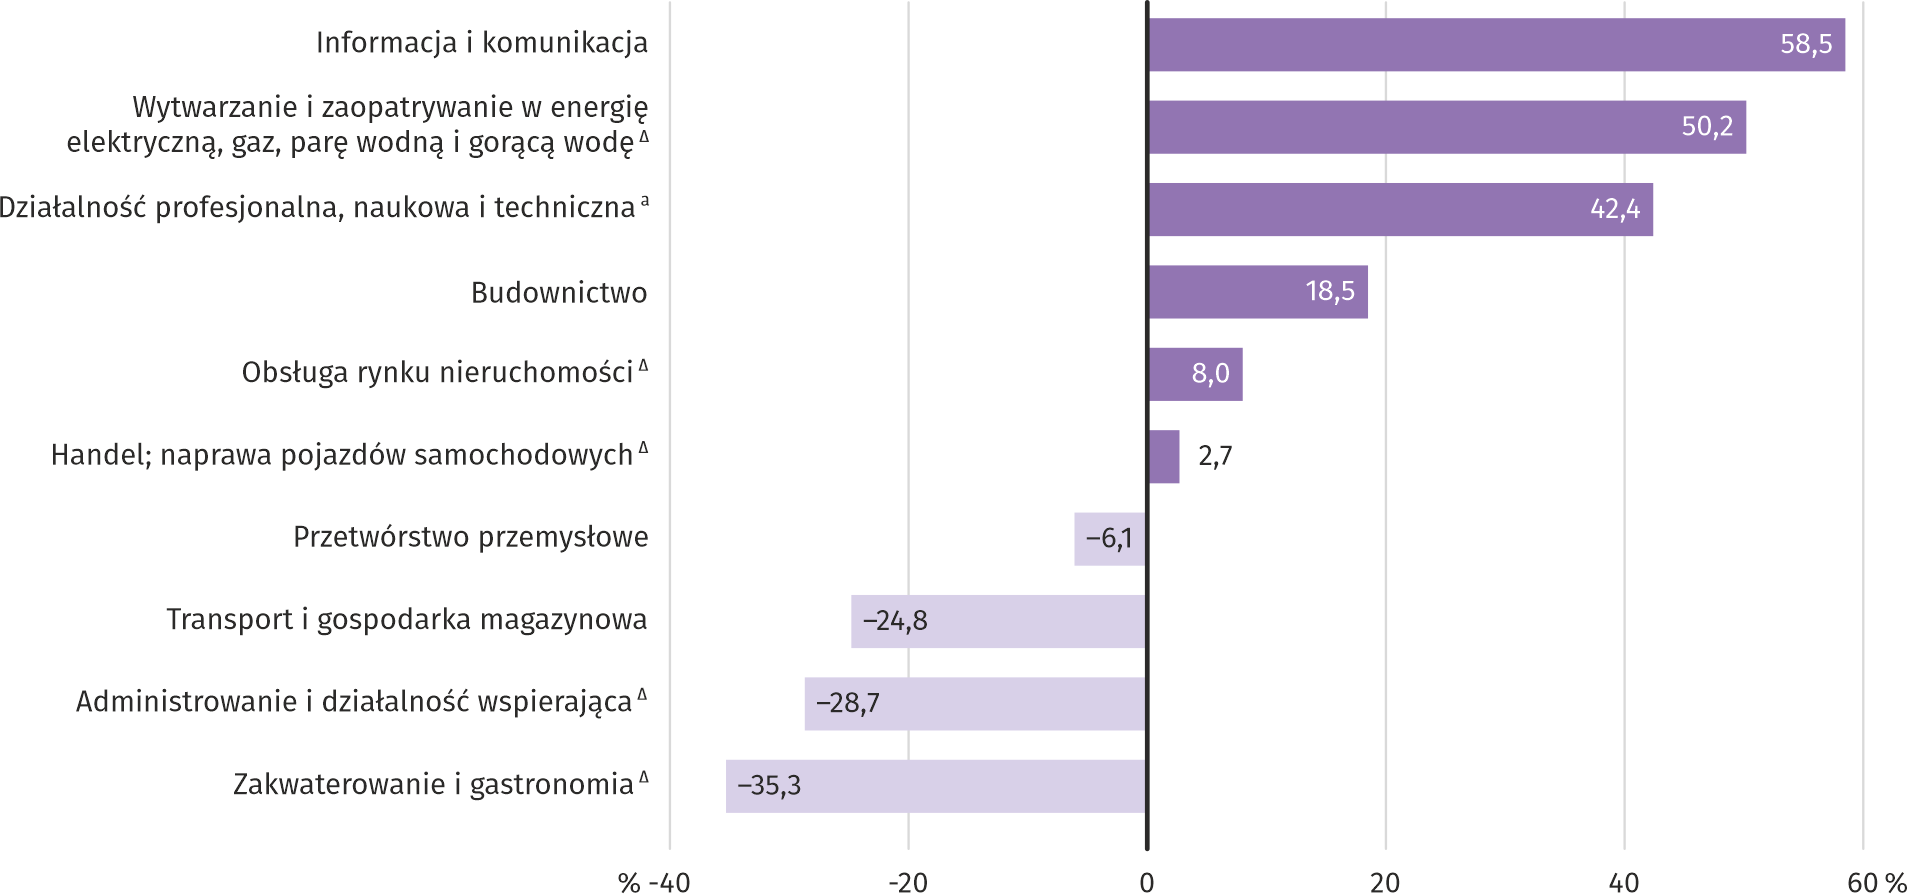 Informacja i komunikacja 58,5
Wytwarzanie i zaopatrywanie w energię
elektryczną, gaz, parę wodną i gorącą wodę Δ 50,2
Działalność profesjonalna, naukowa i techniczna a 42,4
Budownictwo 18,5
Obsługa rynku nieruchomości Δ 8,0
Handel; naprawa pojazdów samochodowych Δ 2,7
Przetwórstwo przemysłowe –6,1
Transport i gospodarka magazynowa –24,8
Administrowanie i działalność wspierająca Δ –28,7
Zakwaterowanie i gastronomia Δ –35,3
% -40 -20 0 20 40 60 %